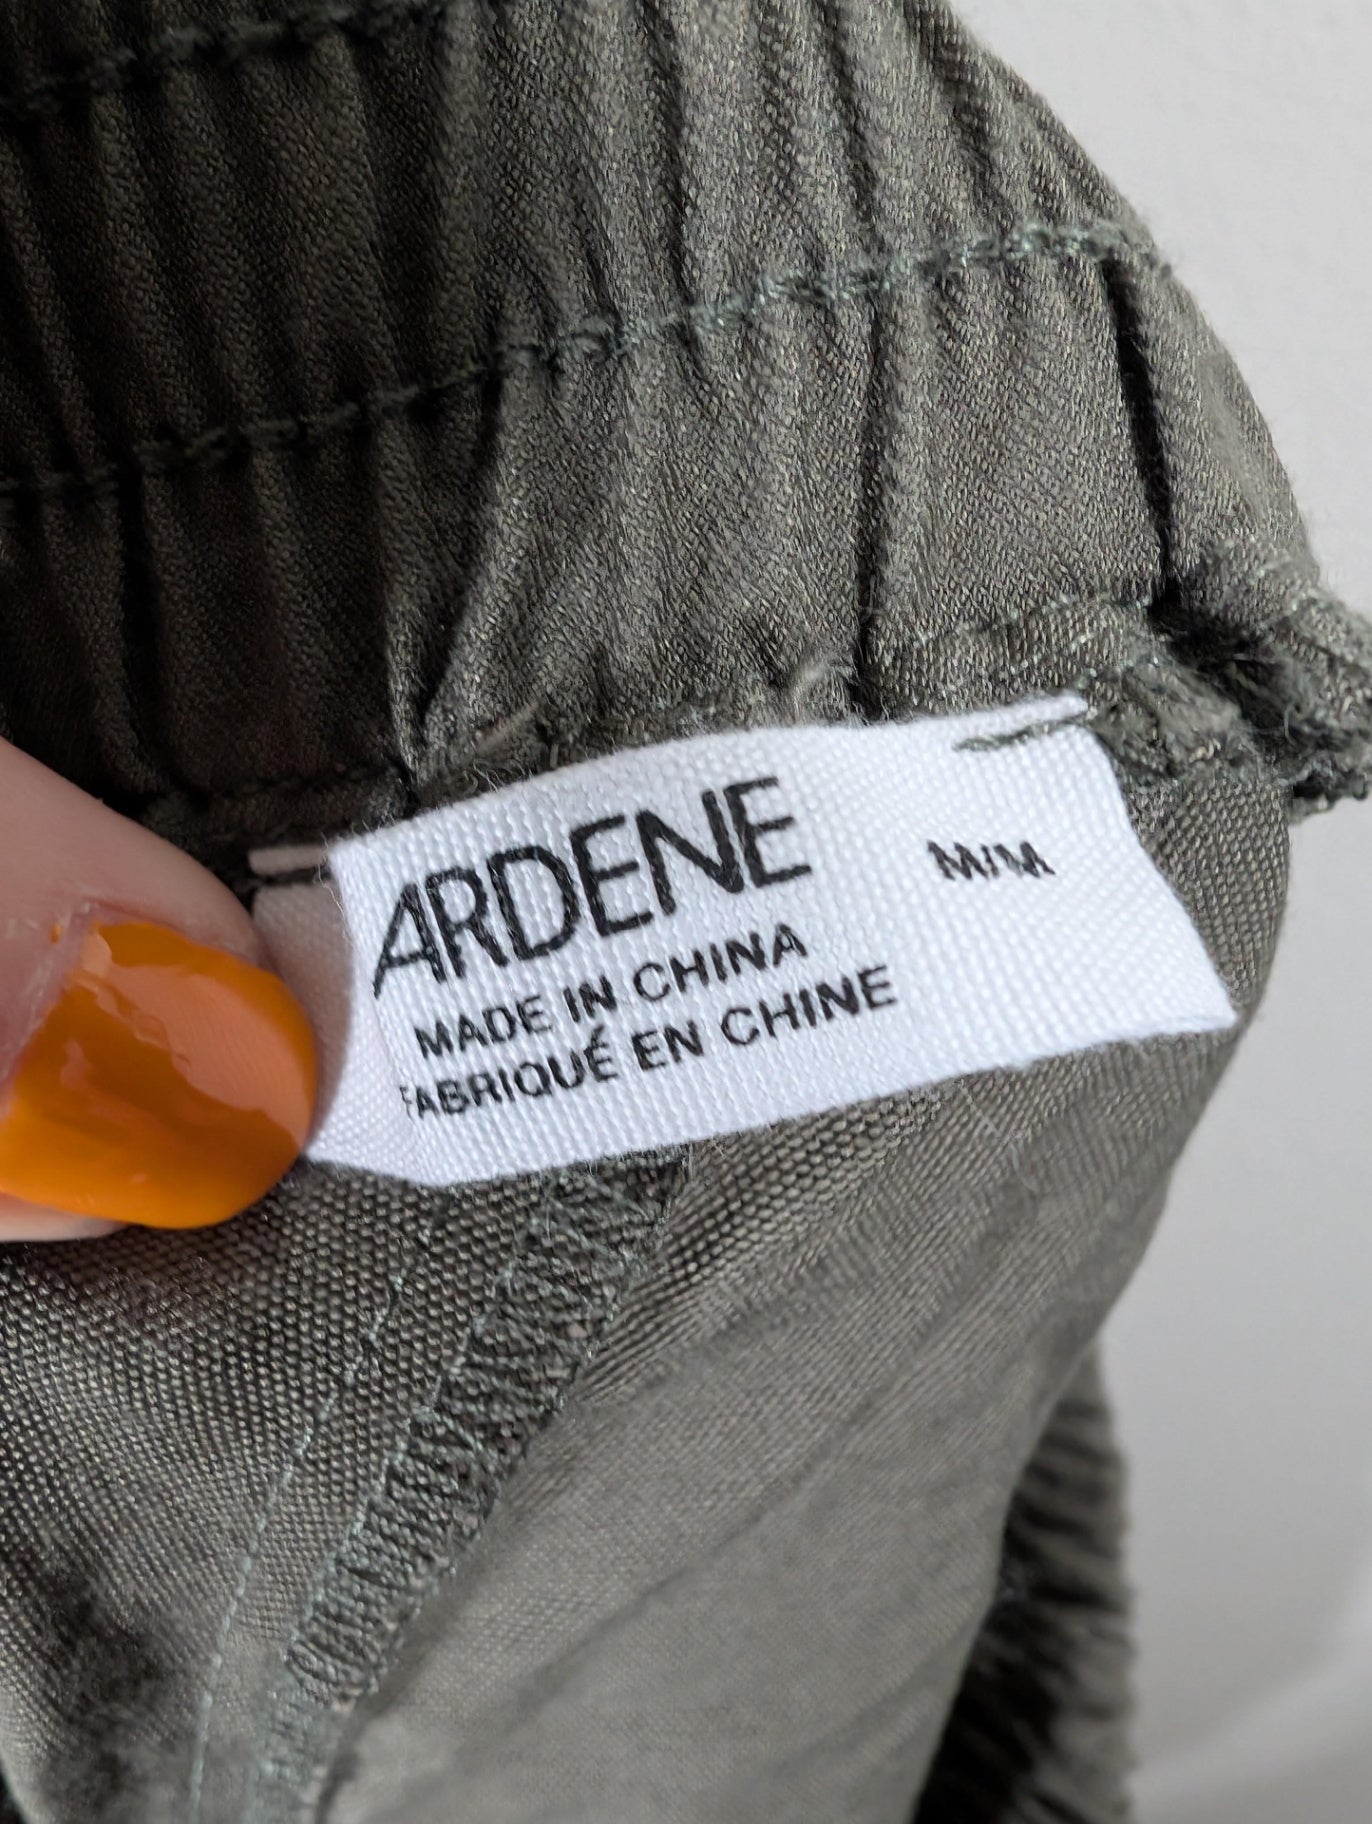 ARDENE
M/M
MADE IN CHINA
FABRIQUÉ EN CHINE